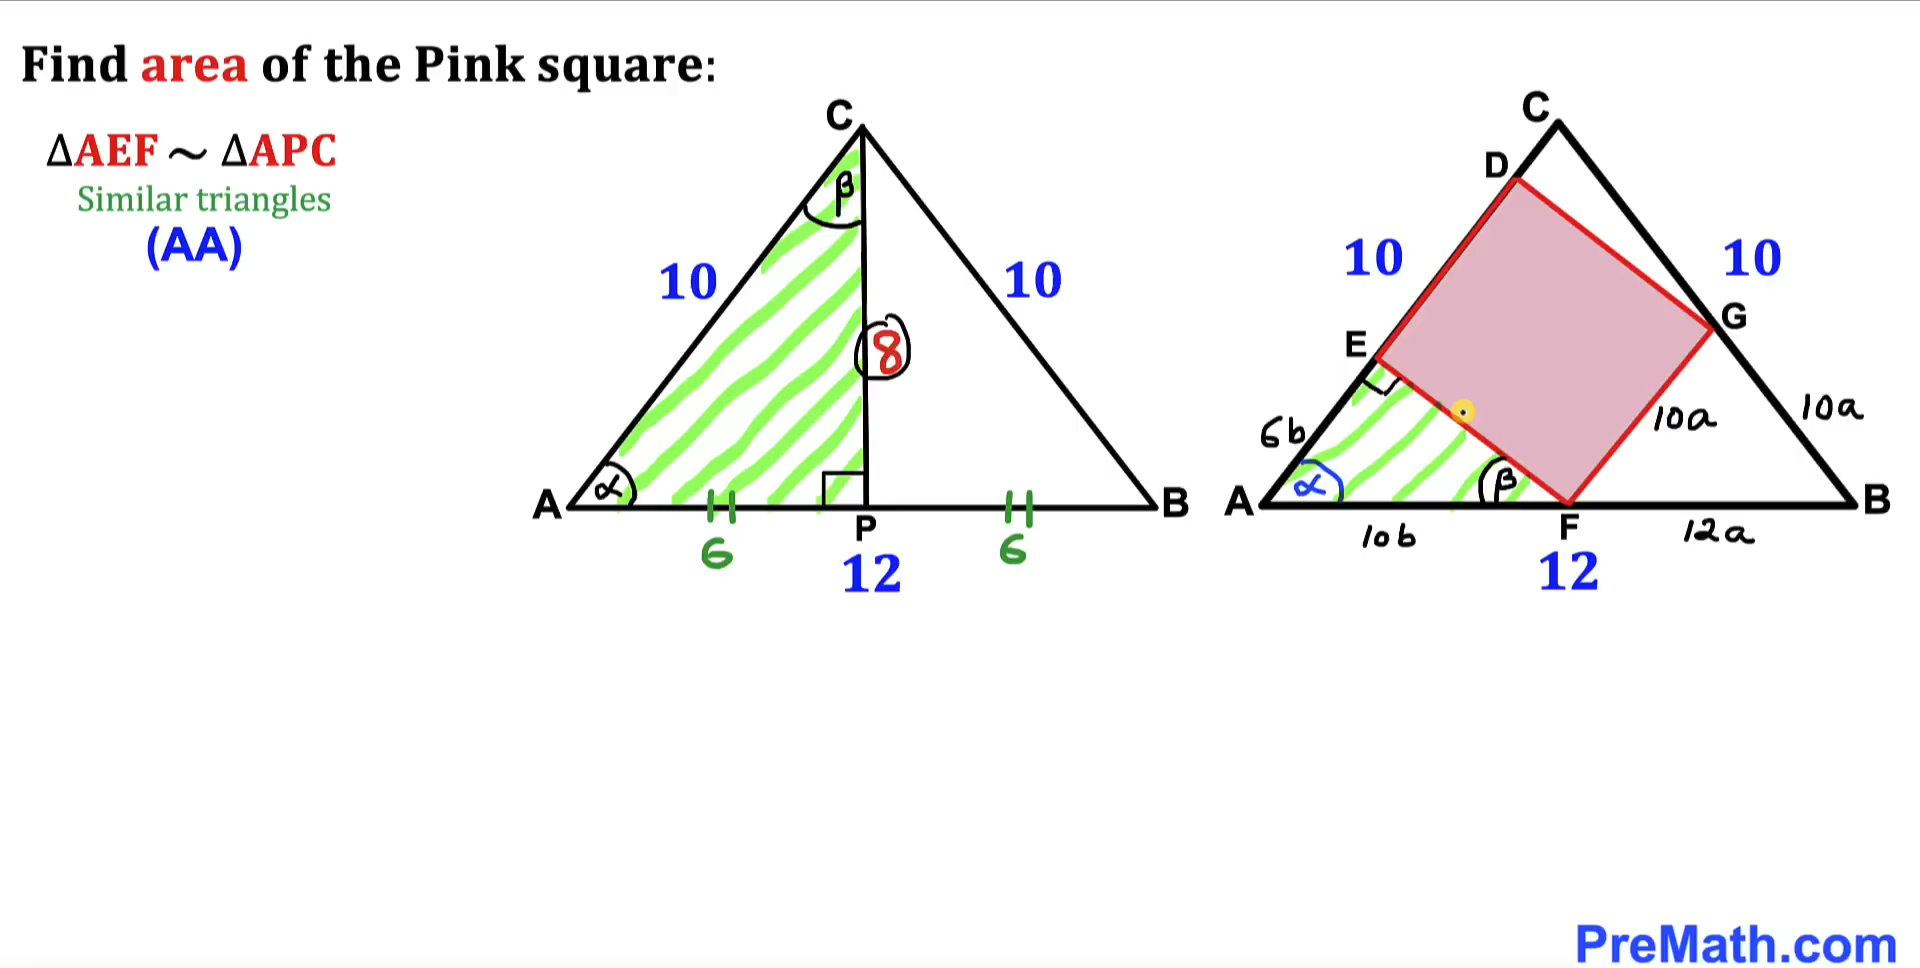 Find area of the Pink square:
ΔAEF ~ ΔAPC
Similar triangles
(AA)
C
β
10
10
8
α
A
P
B
6
6
12
C
D
10
10
G
E
10a
10a
6b
α
β
A
F
B
10b
12a
12
PreMath.com